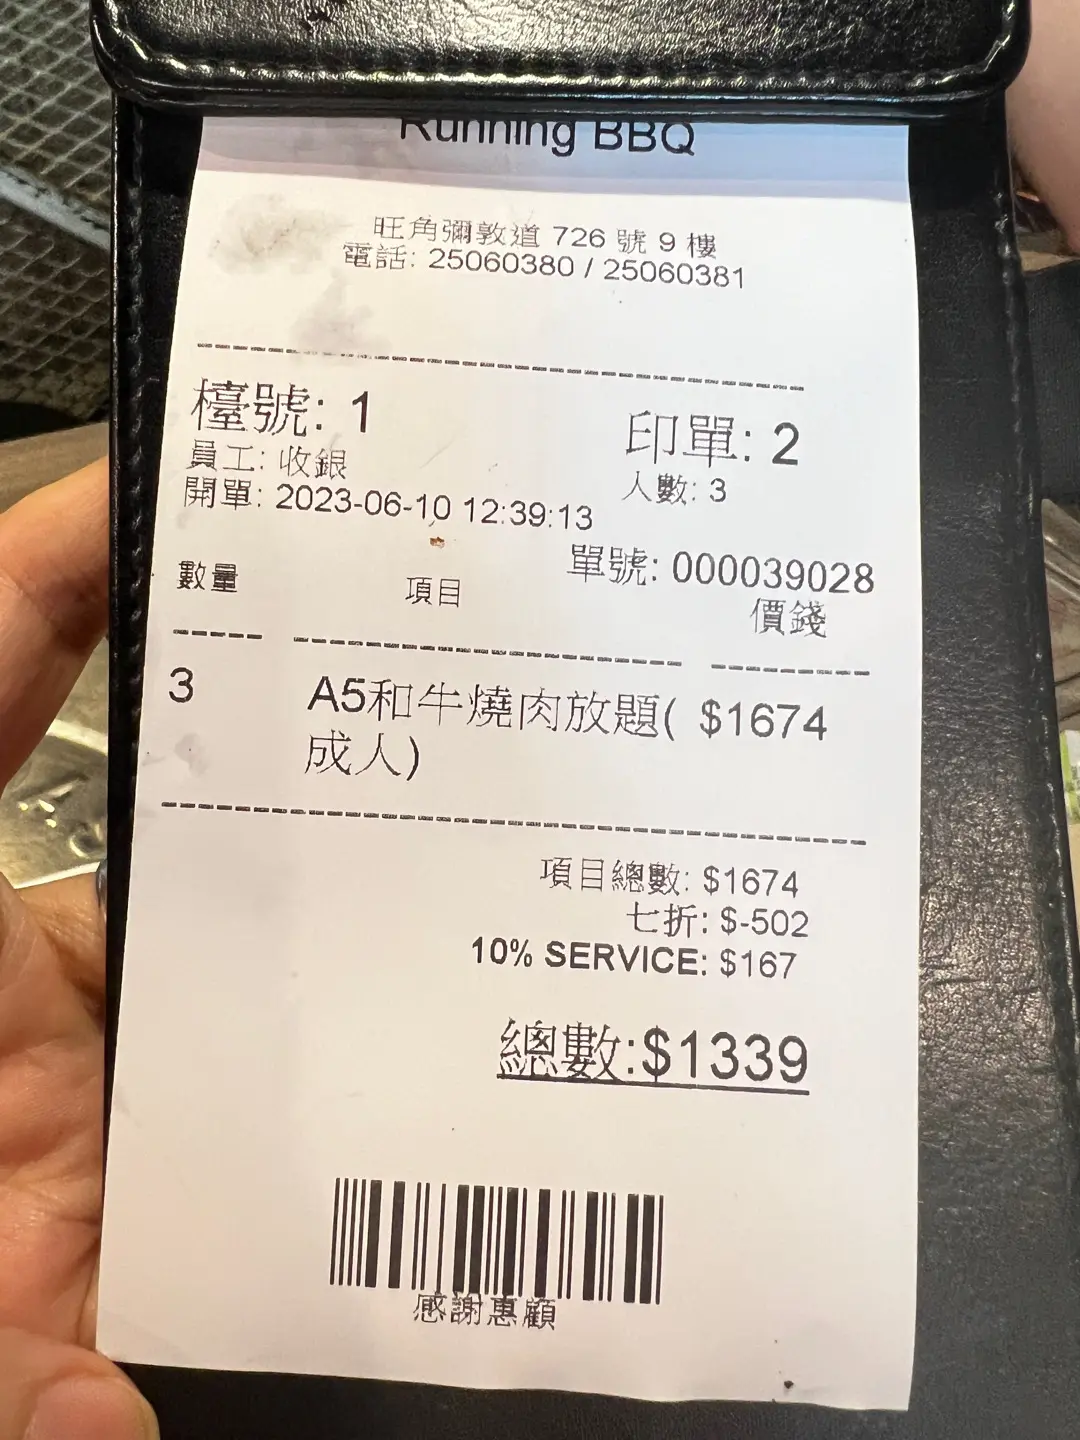 Running BBQ
旺角彌敦道 726 號 9 樓
電話: 25060380 / 25060381
檯號: 1
印單: 2
員工: 收銀
人數: 3
開單: 2023-06-10 12:39:13
單號: 000039028
數量 項目 價錢
3 A5和牛燒肉放題( $1674
成人)
項目總數: $1674
七折: $-502
10% SERVICE: $167
總數:$1339
感謝惠顧